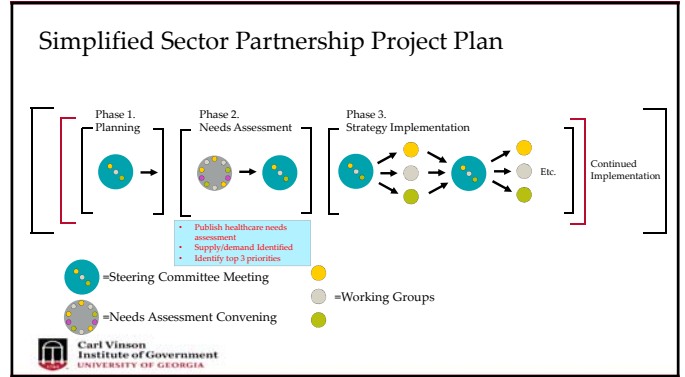 Simplified Sector Partnership Project Plan
Phase 1.
Planning
Phase 2.
Needs Assessment
Phase 3.
Strategy Implementation
Etc.
Continued
Implementation
• Publish healthcare needs
assessment
• Supply/demand Identified
• Identify top 3 priorities
=Steering Committee Meeting
=Working Groups
=Needs Assessment Convening
Carl Vinson
Institute of Government
UNIVERSITY OF GEORGIA